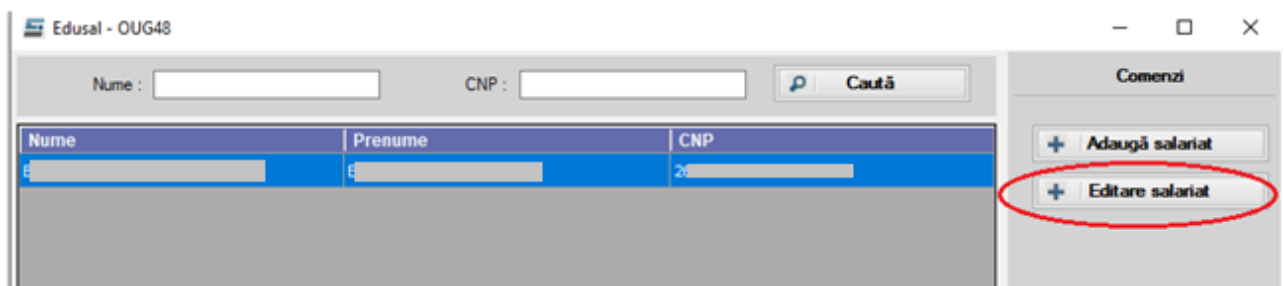 Edusal - OUG48
Nume : CNP : Caută
Comenzi
Nume Prenume CNP
Adaugă salariat
Editare salariat